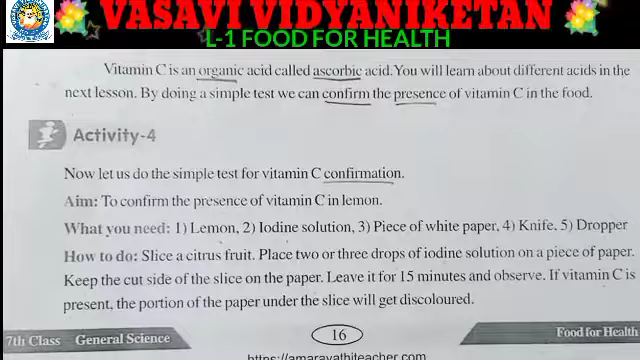 VASAVI VIDYANIKETAN
L-1 FOOD FOR HEALTH
Vitamin C is an organic acid called ascorbic acid. You will learn about different acids in the
next lesson. By doing a simple test we can confirm the presence of vitamin C in the food.
Activity-4
Now let us do the simple test for vitamin C confirmation.
Aim: To confirm the presence of vitamin C in lemon.
What you need: 1) Lemon, 2) Iodine solution, 3) Piece of white paper, 4) Knife, 5) Dropper
How to do: Slice a citrus fruit. Place two or three drops of iodine solution on a piece of paper.
Keep the cut side of the slice on the paper. Leave it for 15 minutes and observe. If vitamin C is
present, the portion of the paper under the slice will get discoloured.
7th Class General Science 16 Food for Health
https://amaravathiteacher.com